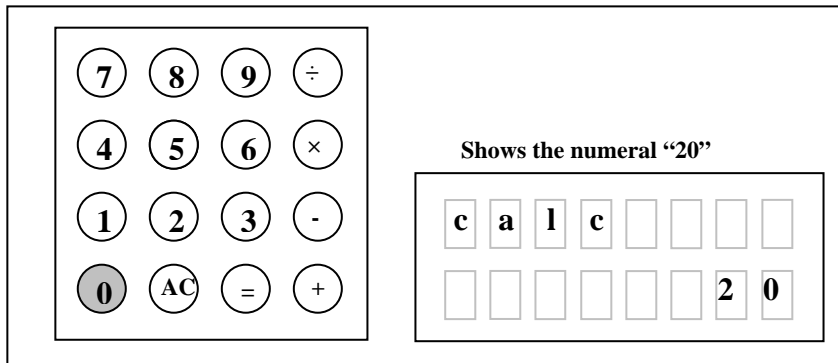 7 8 9 ÷
4 5 6 ×
1 2 3 -
0 AC = +
Shows the numeral “20”
c a l c
2 0